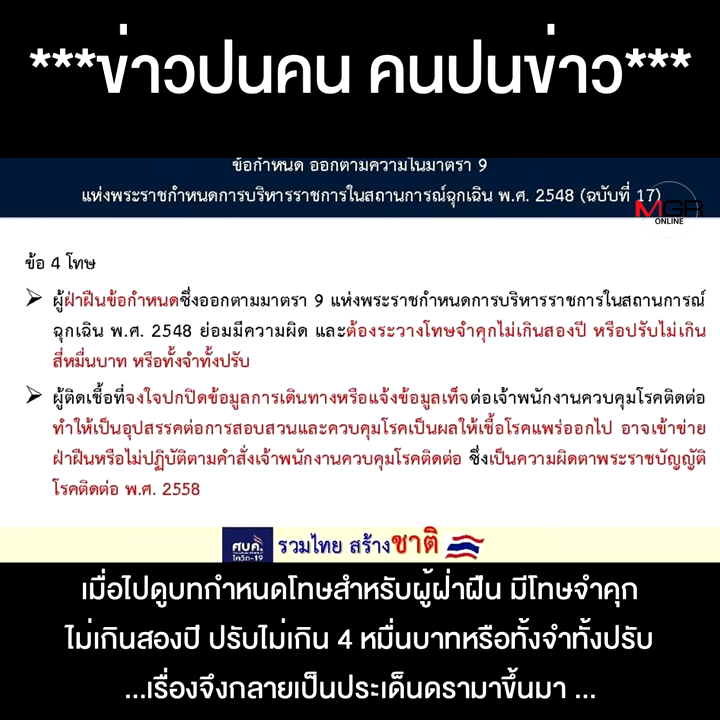 ***ข่าวปนคน คนปนข่าว***
ข้อกำหนด ออกตามความในมาตรา 9
แห่งพระราชกำหนดการบริหารราชการในสถานการณ์ฉุกเฉิน พ.ศ. 2548 (ฉบับที่ 17)
MGR
ONLINE
ข้อ 4 โทษ
➢ ผู้ฝ่าฝืนข้อกำหนดซึ่งออกตามมาตรา 9 แห่งพระราชกำหนดการบริหารราชการในสถานการณ์
ฉุกเฉิน พ.ศ. 2548 ย่อมมีความผิด และต้องระวางโทษจำคุกไม่เกินสองปี หรือปรับไม่เกิน
สี่หมื่นบาท หรือทั้งจำทั้งปรับ
➢ ผู้ติดเชื้อที่จงใจปกปิดข้อมูลการเดินทางหรือแจ้งข้อมูลเท็จต่อเจ้าพนักงานควบคุมโรคติดต่อ
ทำให้เป็นอุปสรรคต่อการสอบสวนและควบคุมโรคเป็นผลให้เชื้อโรคแพร่ออกไป อาจเข้าข่าย
ฝ่าฝืนหรือไม่ปฏิบัติตามคำสั่งเจ้าพนักงานควบคุมโรคติดต่อ ซึ่งเป็นความผิดตาพระราชบัญญัติ
โรคติดต่อ พ.ศ. 2558
ศบค.
โควิด-19
รวมไทย สร้างชาติ
เมื่อไปดูบทกำหนดโทษสำหรับผู้ฝ่าฝืน มีโทษจำคุก
ไม่เกินสองปี ปรับไม่เกิน 4 หมื่นบาทหรือทั้งจำทั้งปรับ
...เรื่องจึงกลายเป็นประเด็นดรามาขึ้นมา ...